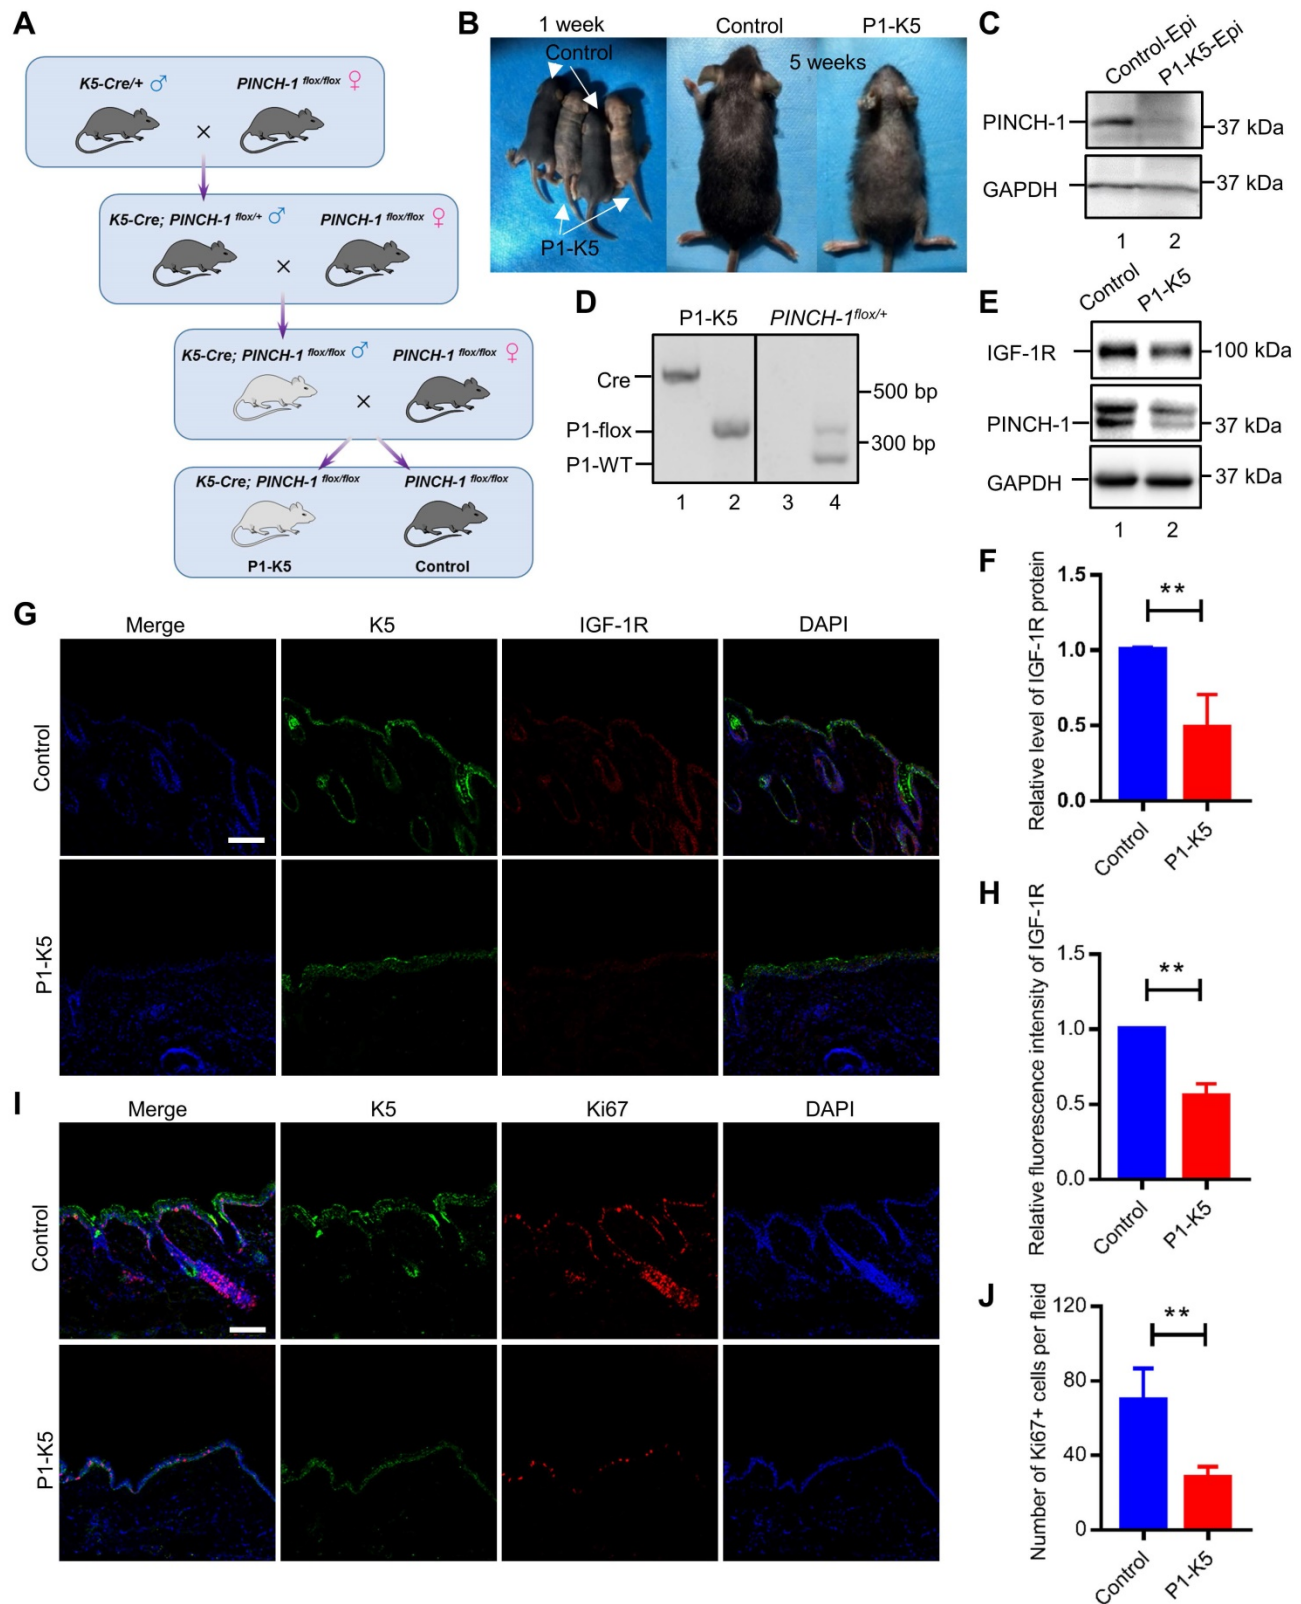 A
K5-Cre/+ ♂ PINCH-1 flox/flox ♀
×
K5-Cre; PINCH-1 flox/+ ♂ PINCH-1 flox/flox ♀
×
K5-Cre; PINCH-1 flox/flox ♂ PINCH-1 flox/flox ♀
×
K5-Cre; PINCH-1 flox/flox PINCH-1 flox/flox
P1-K5 Control
B
1 week Control P1-K5
Control
5 weeks
P1-K5
C
Control-Epi P1-K5-Epi
PINCH-1 37 kDa
GAPDH 37 kDa
1 2
D
P1-K5 PINCH-1flox/+
Cre
500 bp
P1-flox
300 bp
P1-WT
1 2 3 4
E
Control P1-K5
IGF-1R 100 kDa
PINCH-1 37 kDa
GAPDH 37 kDa
1 2
F
Relative level of IGF-1R protein
1.5
1.0
0.5
0.0
**
Control P1-K5
G
Merge K5 IGF-1R DAPI
Control
P1-K5
H
Relative fluorescence intensity of IGF-1R
1.5
1.0
0.5
0.0
**
Control P1-K5
I
Merge K5 Ki67 DAPI
Control
P1-K5
J
Number of Ki67+ cells per fleid
120
80
40
0
**
Control P1-K5